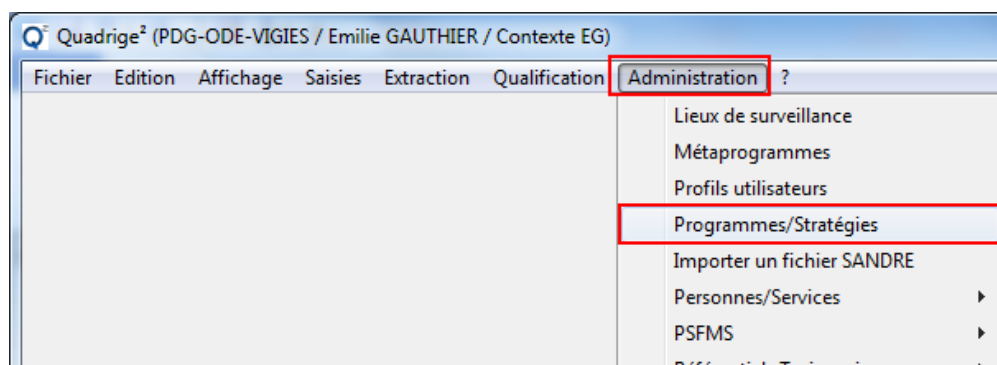 Quadrige² (PDG-ODE-VIGIES / Emilie GAUTHIER / Contexte EG)
Fichier Edition Affichage Saisies Extraction Qualification Administration ?
Lieux de surveillance
Métaprogrammes
Profils utilisateurs
Programmes/Stratégies
Importer un fichier SANDRE
Personnes/Services
PSFMS